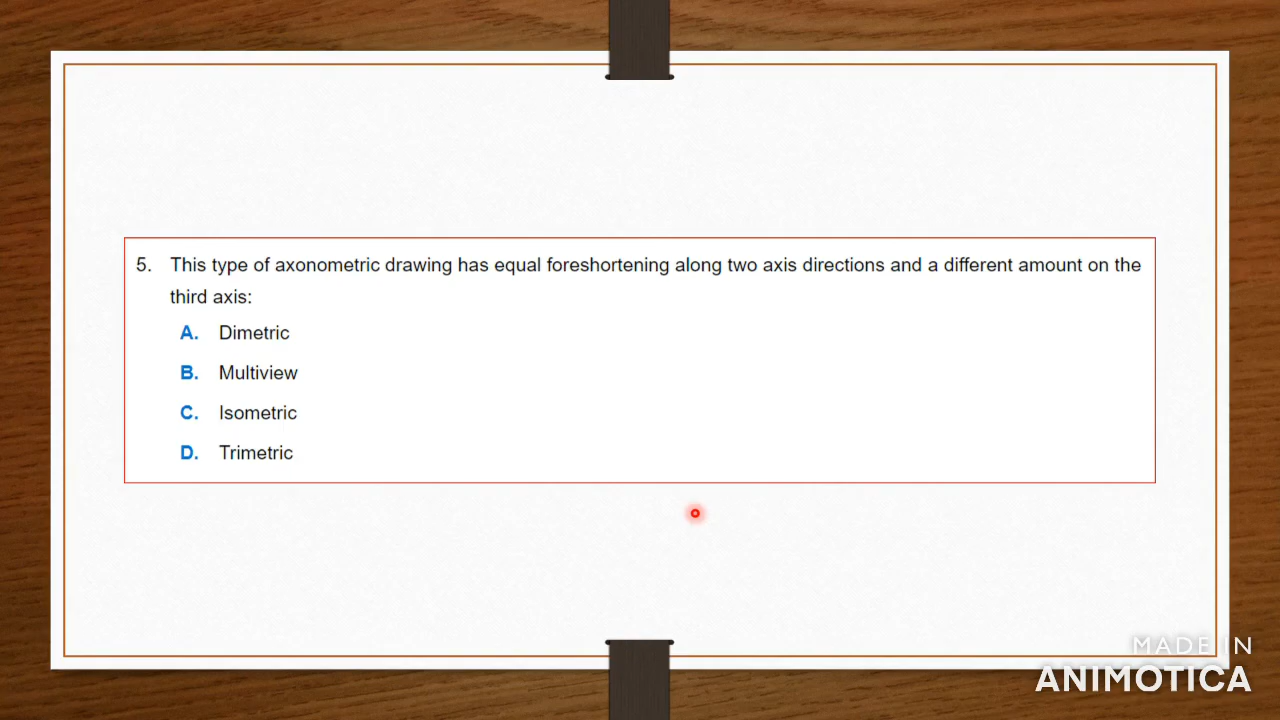 5. This type of axonometric drawing has equal foreshortening along two axis directions and a different amount on the
third axis:
A. Dimetric
B. Multiview
C. Isometric
D. Trimetric
MADE IN
ANIMOTICA